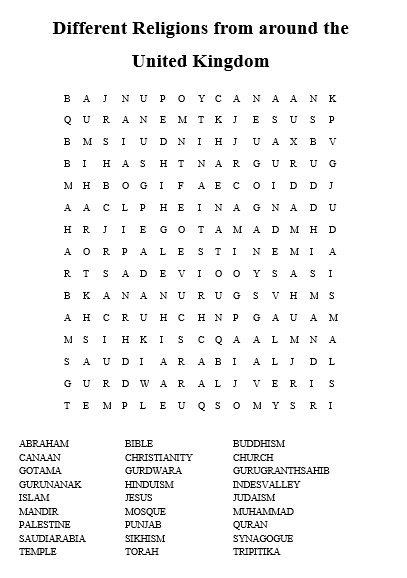 Different Religions from around the
United Kingdom
B A J N U P O Y C A N A A N K
Q U R A N E M T K J E S U S P
B M S I U D N I H J U A X B V
B I H A S H T N A R G U R U G
M H B O G I F A E C O I D D J
A A C L P H E I N A G N A D U
H R J I E G O T A M A D M H D
A O R P A L E S T I N E M I A
R T S A D E V I O O Y S A S I
B K A N A N U R U G S V H M S
A H C R U H C H N P G A U A M
M S I H K I S C Q A A L M N A
S A U D I A R A B I A L J D L
G U R D W A R A L J V E R I S
T E M P L E U Q S O M Y S R I
ABRAHAM BIBLE BUDDHISM
CANAAN CHRISTIANITY CHURCH
GOTAMA GURDWARA GURUGRANTHSAHIB
GURUNANAK HINDUISM INDESVALLEY
ISLAM JESUS JUDAISM
MANDIR MOSQUE MUHAMMAD
PALESTINE PUNJAB QURAN
SAUDIARABIA SIKHISM SYNAGOGUE
TEMPLE TORAH TRIPITIKA